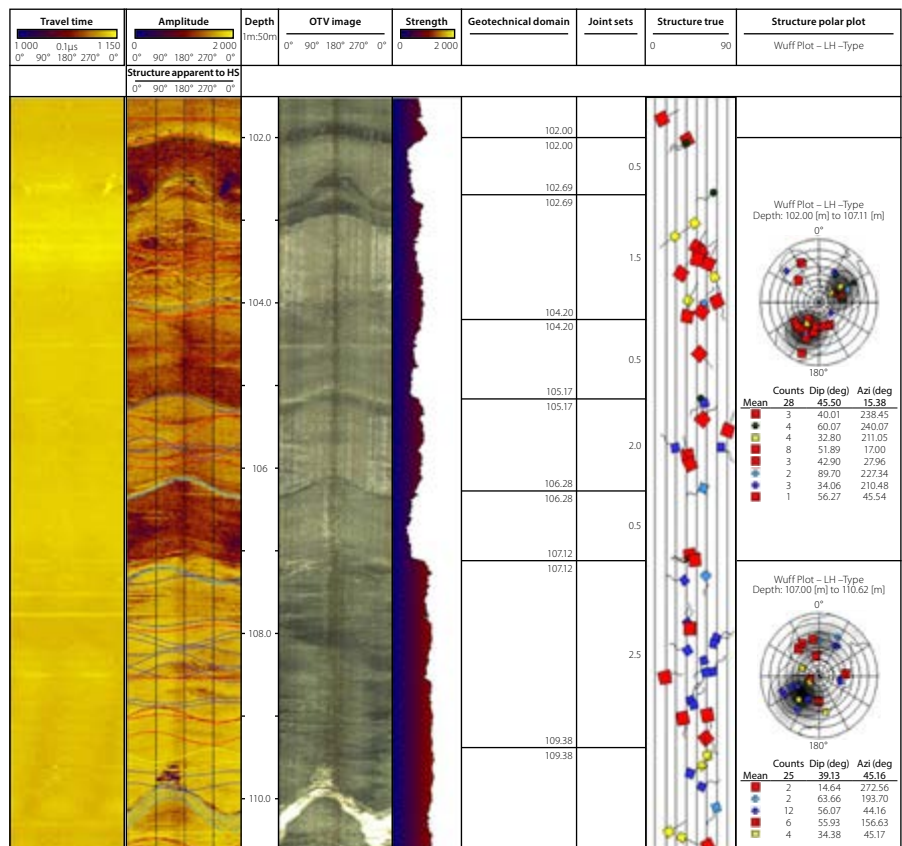 Travel time
1 000 0.1µs 1 150
0° 90° 180° 270° 0°
Amplitude
0 2 000
Structure apparent to HS
0° 90° 180° 270° 0°
Depth
1m:50m
OTV image
0° 90° 180° 270° 0°
Strength
0 2 000
Geotechnical domain
Joint sets
Structure true
0 90
Structure polar plot
Wuff Plot – LH –Type
102.0
104.0
106
108.0
110.0
102.00
102.00
102.69
102.69
104.20
104.20
105.17
105.17
106.28
106.28
107.12
107.12
109.38
109.38
0.5
1.5
0.5
2.0
0.5
2.5
Wuff Plot – LH –Type
Depth: 102.00 [m] to 107.11 [m]
0°
180°
Counts Dip (deg) Azi (deg
Mean 28 45.50 15.38
3 40.01 238.45
4 60.07 240.07
4 32.80 211.05
8 51.89 17.00
3 42.90 27.96
2 89.70 227.34
3 34.06 210.48
1 56.27 45.54
Wuff Plot – LH –Type
Depth: 107.00 [m] to 110.62 [m]
0°
180°
Counts Dip (deg) Azi (deg
Mean 25 39.13 45.16
2 14.64 272.56
2 63.66 193.70
12 56.07 44.16
6 55.93 156.63
4 34.38 45.17